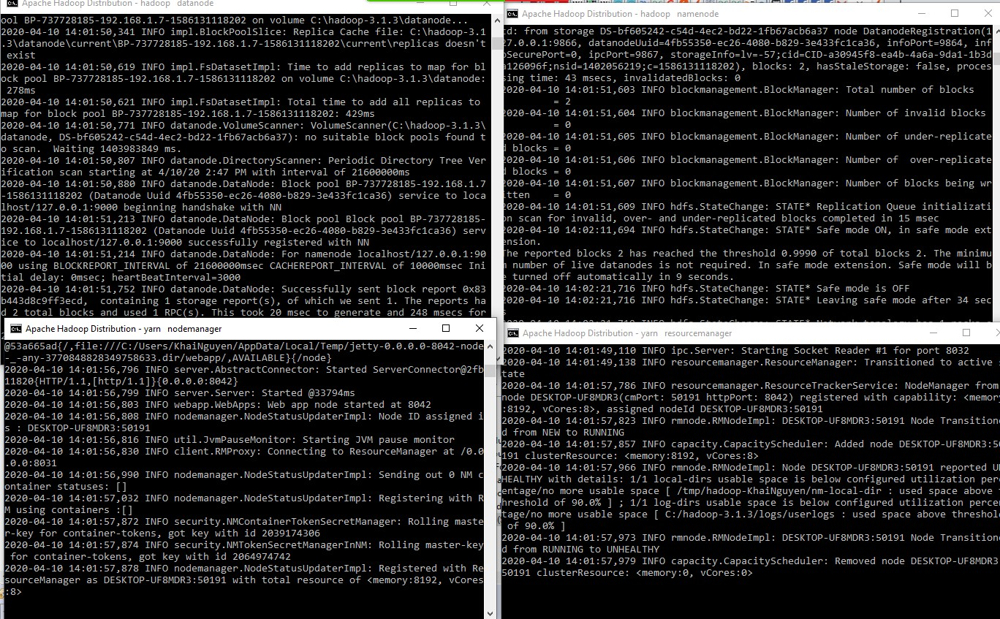 Apache Hadoop Distribution - hadoop   datanode
ool BP-737728185-192.168.1.7-1586131118202 on volume C:\hadoop-3.1.3\datanode...
2020-04-10 14:01:50,341 INFO impl.BlockPoolSlice: Replica Cache file: C:\hadoop-3.1
.3\datanode\current\BP-737728185-192.168.1.7-1586131118202\current\replicas doesn't
 exist
2020-04-10 14:01:50,619 INFO impl.FsDatasetImpl: Time to add replicas to map for bl
ock pool BP-737728185-192.168.1.7-1586131118202 on volume C:\hadoop-3.1.3\datanode:
 278ms
2020-04-10 14:01:50,621 INFO impl.FsDatasetImpl: Total time to add all replicas to
map for block pool BP-737728185-192.168.1.7-1586131118202: 429ms
2020-04-10 14:01:50,771 INFO datanode.VolumeScanner: VolumeScanner(C:\hadoop-3.1.3\
datanode, DS-bf605242-c54d-4ec2-bd22-1fb67acb6a37): no suitable block pools found t
o scan.  Waiting 1403983849 ms.
2020-04-10 14:01:50,807 INFO datanode.DirectoryScanner: Periodic Directory Tree Ver
ification scan starting at 4/10/20 2:47 PM with interval of 21600000ms
2020-04-10 14:01:50,880 INFO datanode.DataNode: Block pool BP-737728185-192.168.1.7
-1586131118202 (Datanode Uuid 4fb55350-ec26-4080-b829-3e433fc1ca36) service to loca
lhost/127.0.0.1:9000 beginning handshake with NN
2020-04-10 14:01:51,213 INFO datanode.DataNode: Block pool Block pool BP-737728185-
192.168.1.7-1586131118202 (Datanode Uuid 4fb55350-ec26-4080-b829-3e433fc1ca36) serv
ice to localhost/127.0.0.1:9000 successfully registered with NN
2020-04-10 14:01:51,214 INFO datanode.DataNode: For namenode localhost/127.0.0.1:90
00 using BLOCKREPORT_INTERVAL of 21600000msec CACHEREPORT_INTERVAL of 10000msec Ini
tial delay: 0msec; heartBeatInterval=3000
2020-04-10 14:01:51,752 INFO datanode.DataNode: Successfully sent block report 0x83
b443d8c9ff3ecd,  containing 1 storage report(s), of which we sent 1. The reports ha
d 2 total blocks and used 1 RPC(s). This took 20 msec to generate and 248 msecs for
Apache Hadoop Distribution - hadoop   namenode
cd: from storage DS-bf605242-c54d-4ec2-bd22-1fb67acb6a37 node DatanodeRegistration(1
27.0.0.1:9866, datanodeUuid=4fb55350-ec26-4080-b829-3e433fc1ca36, infoPort=9864, inf
oSecurePort=0, ipcPort=9867, storageInfo=lv=-57;cid=CID-a30945f8-ea4b-4a6a-9da1-1b3d
a126096f;nsid=1402056219;c=1586131118202), blocks: 2, hasStaleStorage: false, proces
sing time: 43 msecs, invalidatedBlocks: 0
2020-04-10 14:01:51,603 INFO blockmanagement.BlockManager: Total number of blocks
         = 2
2020-04-10 14:01:51,604 INFO blockmanagement.BlockManager: Number of invalid blocks
         = 0
2020-04-10 14:01:51,605 INFO blockmanagement.BlockManager: Number of under-replicate
d blocks = 0
2020-04-10 14:01:51,606 INFO blockmanagement.BlockManager: Number of  over-replicate
d blocks = 0
2020-04-10 14:01:51,607 INFO blockmanagement.BlockManager: Number of blocks being wr
itten    = 0
2020-04-10 14:01:51,609 INFO hdfs.StateChange: STATE* Replication Queue initializati
on scan for invalid, over- and under-replicated blocks completed in 15 msec
2020-04-10 14:02:11,694 INFO hdfs.StateChange: STATE* Safe mode ON, in safe mode ext
ension.
The reported blocks 2 has reached the threshold 0.9990 of total blocks 2. The minimu
m number of live datanodes is not required. In safe mode extension. Safe mode will b
e turned off automatically in 9 seconds.
2020-04-10 14:02:21,716 INFO hdfs.StateChange: STATE* Safe mode is OFF
2020-04-10 14:02:21,716 INFO hdfs.StateChange: STATE* Leaving safe mode after 34 sec
s
Apache Hadoop Distribution - yarn   nodemanager
@53a665ad{/,file:///C:/Users/KhaiNguyen/AppData/Local/Temp/jetty-0.0.0.0-8042-node-
_-any-3770848828349758633.dir/webapp/,AVAILABLE}{/node}
2020-04-10 14:01:56,796 INFO server.AbstractConnector: Started ServerConnector@2fb
11820{HTTP/1.1,[http/1.1]}{0.0.0.0:8042}
2020-04-10 14:01:56,799 INFO server.Server: Started @33794ms
2020-04-10 14:01:56,803 INFO webapp.WebApps: Web app node started at 8042
2020-04-10 14:01:56,808 INFO nodemanager.NodeStatusUpdaterImpl: Node ID assigned i
s : DESKTOP-UF8MDR3:50191
2020-04-10 14:01:56,816 INFO util.JvmPauseMonitor: Starting JVM pause monitor
2020-04-10 14:01:56,830 INFO client.RMProxy: Connecting to ResourceManager at /0.0
.0.0:8031
2020-04-10 14:01:56,990 INFO nodemanager.NodeStatusUpdaterImpl: Sending out 0 NM c
ontainer statuses: []
2020-04-10 14:01:57,032 INFO nodemanager.NodeStatusUpdaterImpl: Registering with R
M using containers :[]
2020-04-10 14:01:57,872 INFO security.NMContainerTokenSecretManager: Rolling maste
r-key for container-tokens, got key with id 2039174306
2020-04-10 14:01:57,874 INFO security.NMTokenSecretManagerInNM: Rolling master-key
 for container-tokens, got key with id 2064974742
2020-04-10 14:01:57,878 INFO nodemanager.NodeStatusUpdaterImpl: Registered with Re
sourceManager as DESKTOP-UF8MDR3:50191 with total resource of <memory:8192, vCores
:8>
Apache Hadoop Distribution - yarn   resourcemanager
2020-04-10 14:01:49,110 INFO ipc.Server: Starting Socket Reader #1 for port 8032
2020-04-10 14:01:49,138 INFO resourcemanager.ResourceManager: Transitioned to active s
tate
2020-04-10 14:01:57,786 INFO resourcemanager.ResourceTrackerService: NodeManager from
node DESKTOP-UF8MDR3(cmPort: 50191 httpPort: 8042) registered with capability: <memory
:8192, vCores:8>, assigned nodeId DESKTOP-UF8MDR3:50191
2020-04-10 14:01:57,823 INFO rmnode.RMNodeImpl: DESKTOP-UF8MDR3:50191 Node Transitione
d from NEW to RUNNING
2020-04-10 14:01:57,857 INFO capacity.CapacityScheduler: Added node DESKTOP-UF8MDR3:50
191 clusterResource: <memory:8192, vCores:8>
2020-04-10 14:01:57,966 INFO rmnode.RMNodeImpl: Node DESKTOP-UF8MDR3:50191 reported UN
HEALTHY with details: 1/1 local-dirs usable space is below configured utilization perc
entage/no more usable space [ /tmp/hadoop-KhaiNguyen/nm-local-dir : used space above t
hreshold of 90.0% ] ; 1/1 log-dirs usable space is below configured utilization percen
tage/no more usable space [ C:/hadoop-3.1.3/logs/userlogs : used space above threshold
 of 90.0% ]
2020-04-10 14:01:57,973 INFO rmnode.RMNodeImpl: DESKTOP-UF8MDR3:50191 Node Transitione
d from RUNNING to UNHEALTHY
2020-04-10 14:01:57,979 INFO capacity.CapacityScheduler: Removed node DESKTOP-UF8MDR3:
50191 clusterResource: <memory:0, vCores:0>